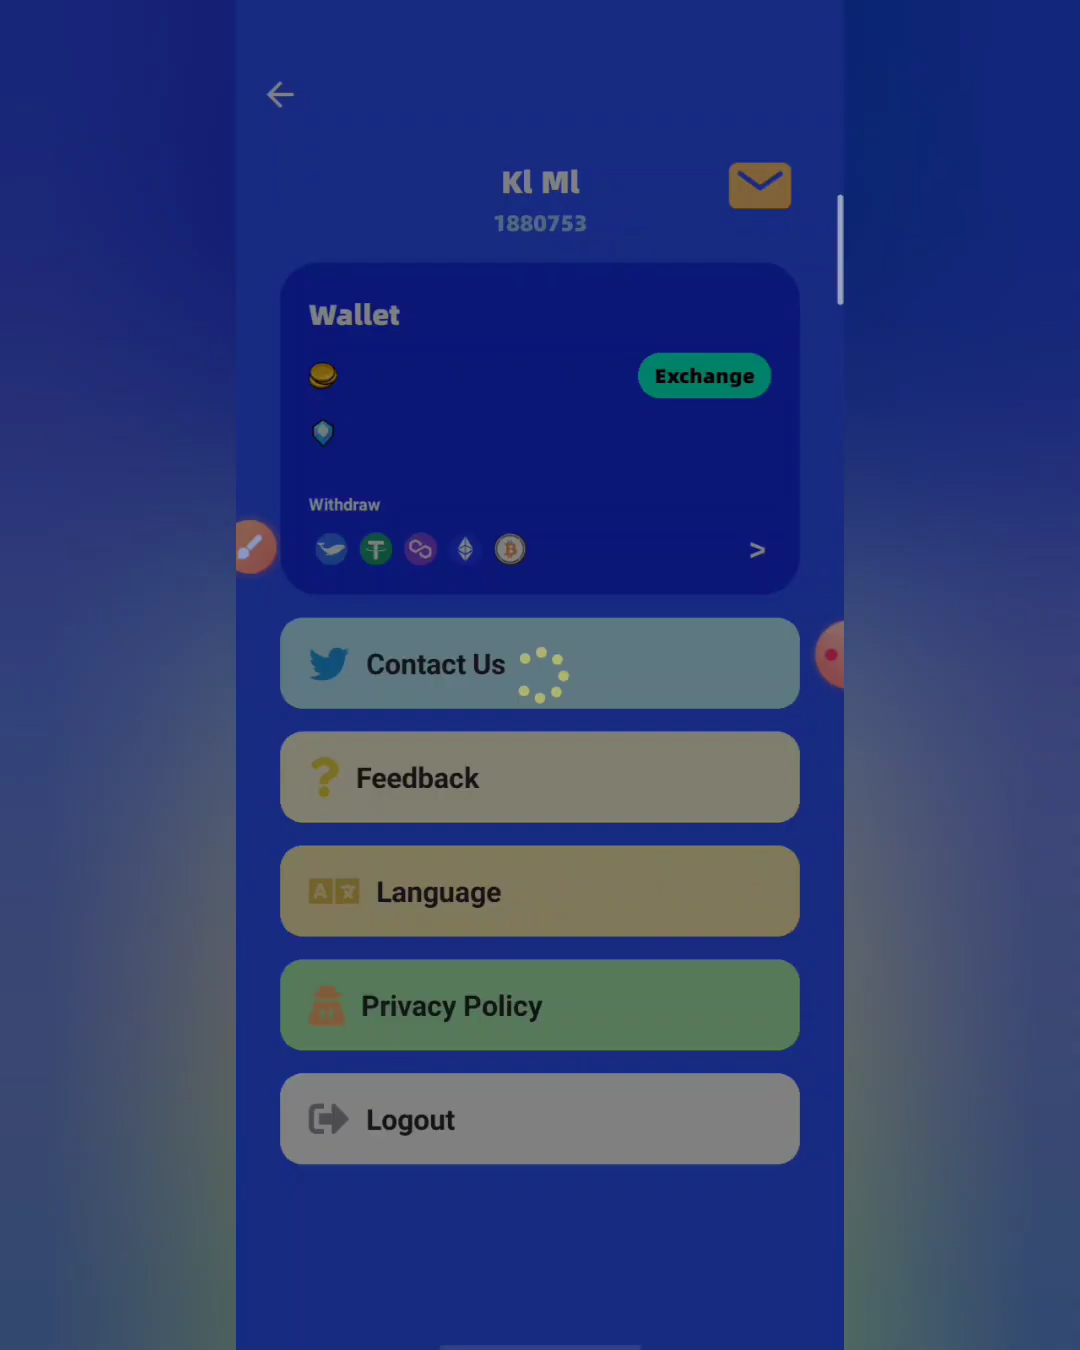 Kl Ml
1880753
Wallet
Exchange
Withdraw
>
Contact Us
Feedback
Language
Privacy Policy
Logout